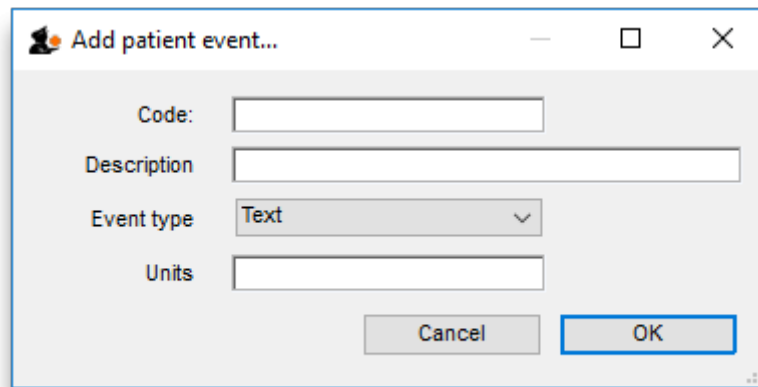 Add patient event...
Code:
Description
Event type Text
Units
Cancel OK